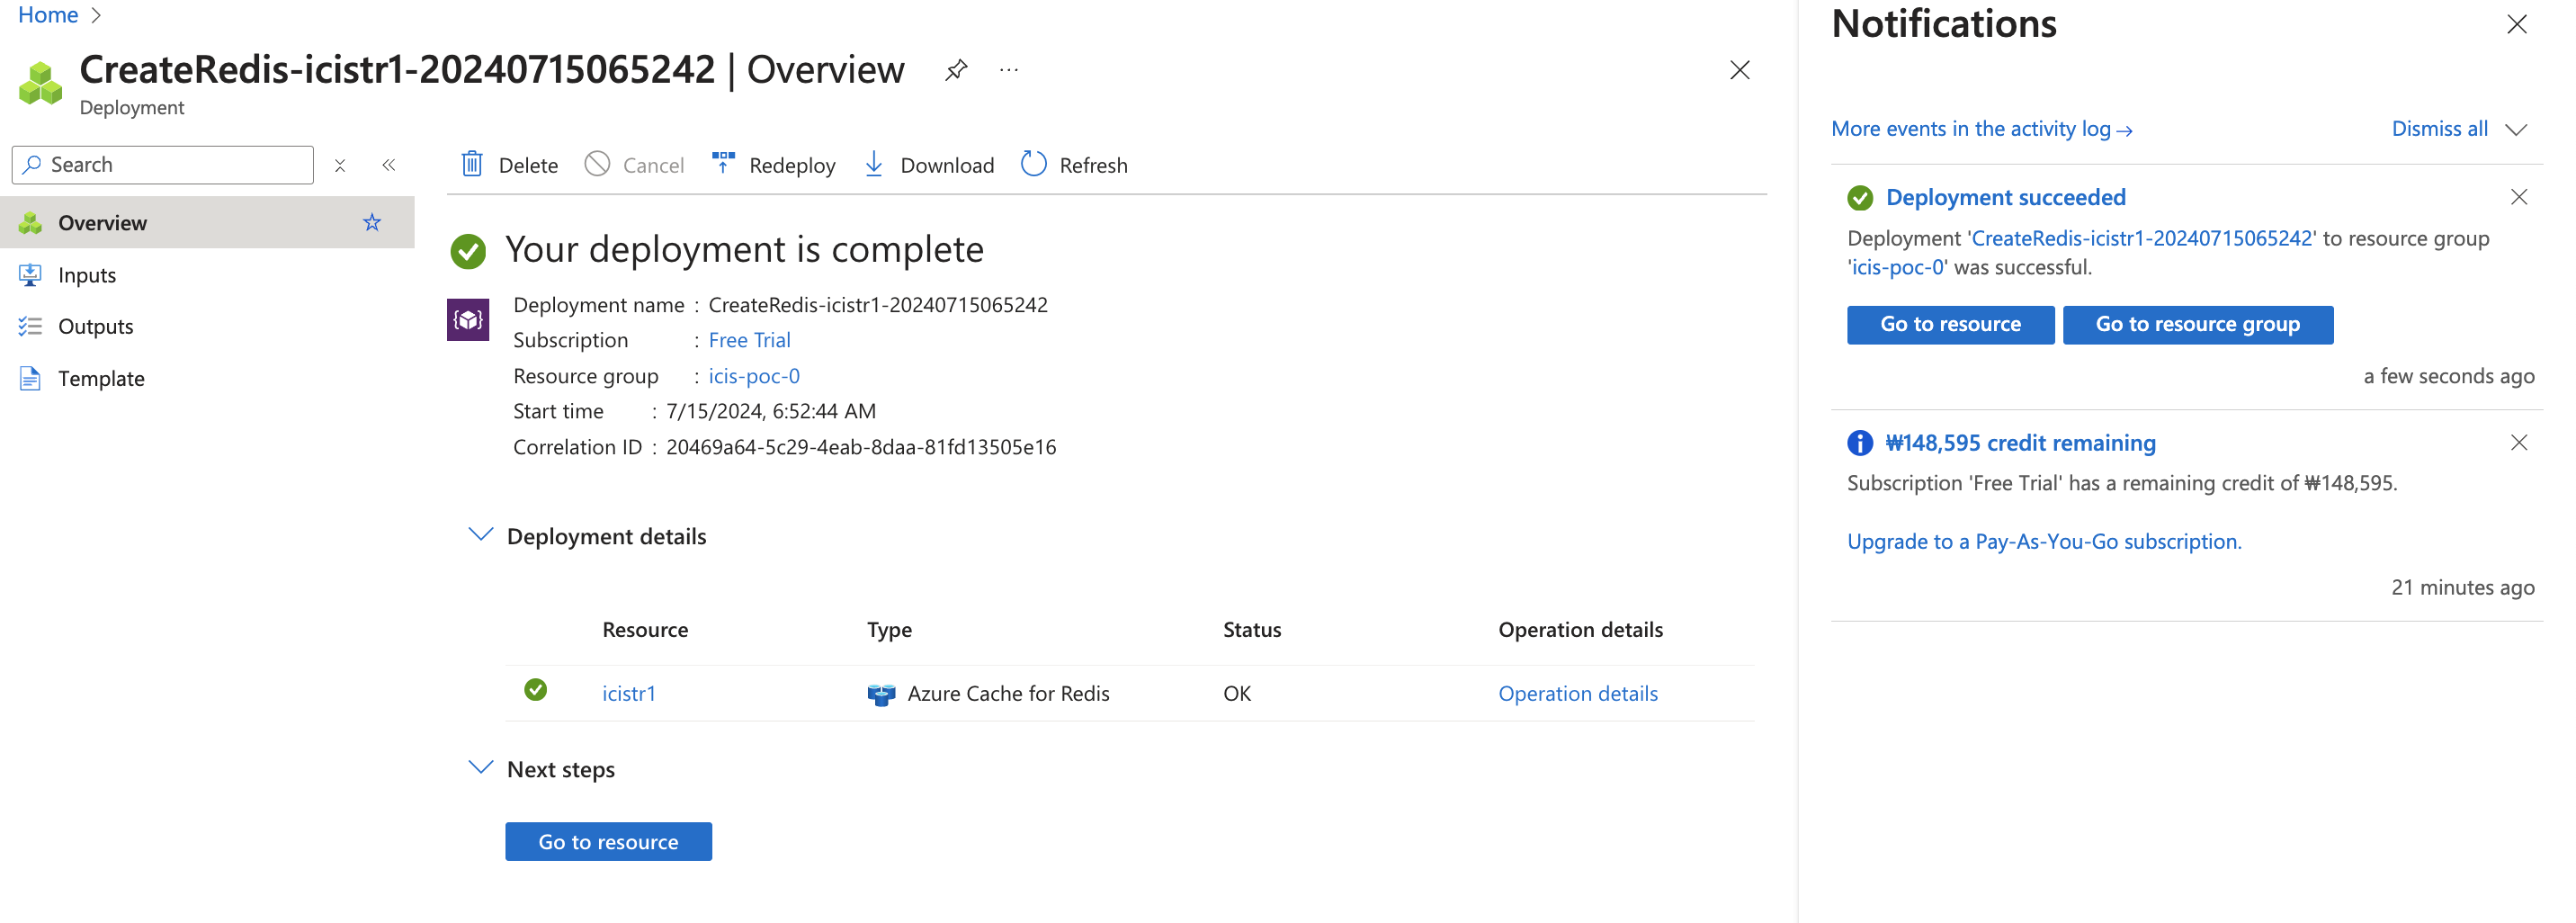 Home
CreateRedis-icistr1-20240715065242 | Overview
Deployment
Search
Overview
Inputs
Outputs
Template
Delete Cancel Redeploy Download Refresh
Your deployment is complete
Deployment name : CreateRedis-icistr1-20240715065242
Subscription : Free Trial
Resource group : icis-poc-0
Start time : 7/15/2024, 6:52:44 AM
Correlation ID : 20469a64-5c29-4eab-8daa-81fd13505e16
Deployment details
Resource Type Status Operation details
icistr1 Azure Cache for Redis OK Operation details
Next steps
Go to resource
Notifications
More events in the activity log → Dismiss all
Deployment succeeded
Deployment 'CreateRedis-icistr1-20240715065242' to resource group
'icis-poc-0' was successful.
Go to resource Go to resource group
a few seconds ago
₩148,595 credit remaining
Subscription 'Free Trial' has a remaining credit of ₩148,595.
Upgrade to a Pay-As-You-Go subscription.
21 minutes ago